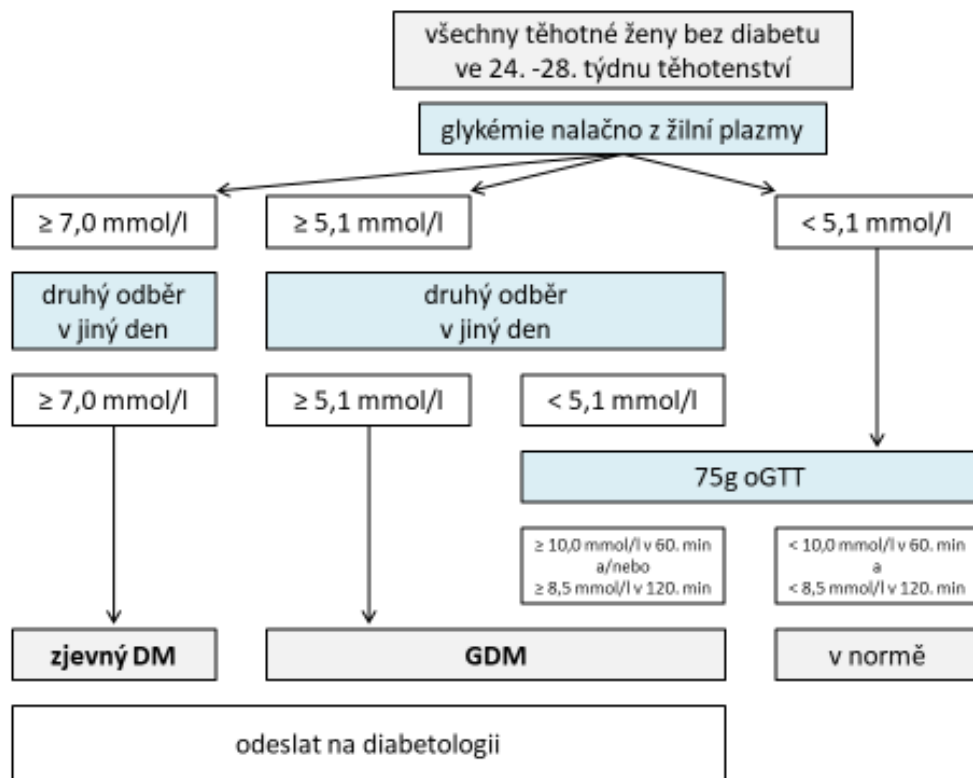 všechny těhotné ženy bez diabetu
ve 24. -28. týdnu těhotenství
glykémie nalačno z žilní plazmy
≥ 7,0 mmol/l
≥ 5,1 mmol/l
< 5,1 mmol/l
druhý odběr
v jiný den
druhý odběr
v jiný den
≥ 7,0 mmol/l
≥ 5,1 mmol/l
< 5,1 mmol/l
75g oGTT
≥ 10,0 mmol/l v 60. min
a/nebo
≥ 8,5 mmol/l v 120. min
< 10,0 mmol/l v 60. min
a
< 8,5 mmol/l v 120. min
zjevný DM
GDM
v normě
odeslat na diabetologii